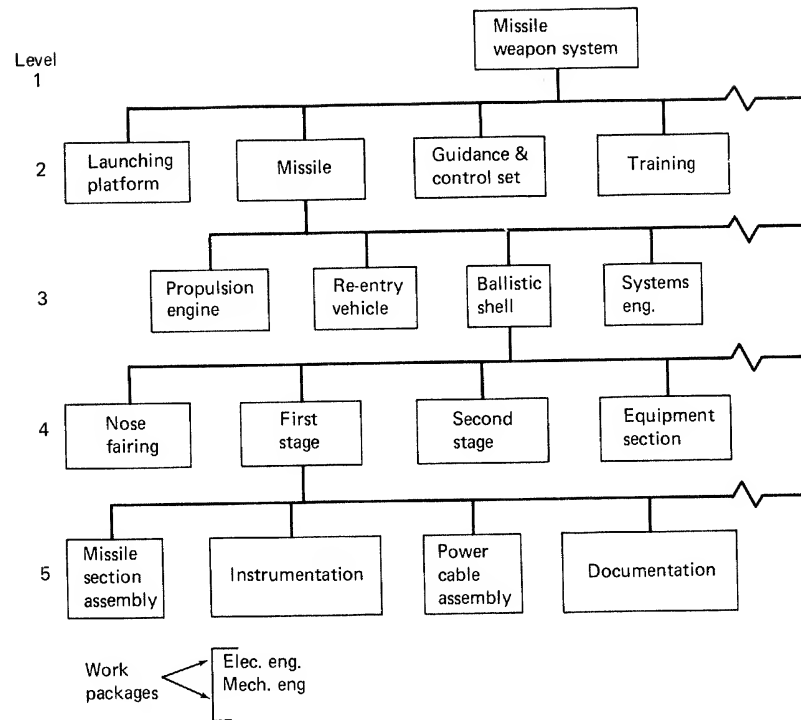 Missile
weapon system
Level
1
2
Launching
platform
Missile
Guidance &
control set
Training
3
Propulsion
engine
Re-entry
vehicle
Ballistic
shell
Systems
eng.
4
Nose
fairing
First
stage
Second
stage
Equipment
section
5
Missile
section
assembly
Instrumentation
Power
cable
assembly
Documentation
Work
packages
Elec. eng.
Mech. eng